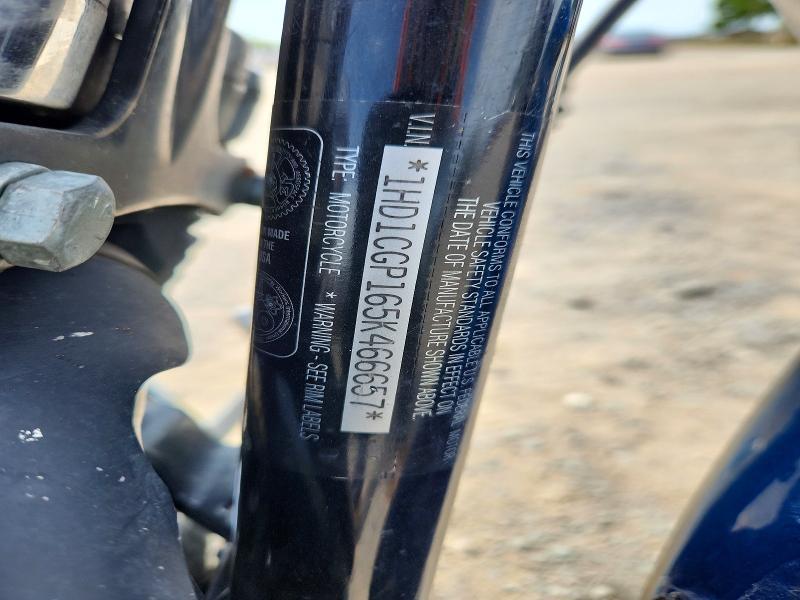 THIS VEHICLE CONFORMS TO ALL APPLICABLE U.S. FEDERAL MOTOR
VEHICLE SAFETY STANDARDS IN EFFECT ON
THE DATE OF MANUFACTURE SHOWN ABOVE.
V.I.N.
*1HD1CGP165K466657*
TYPE: MOTORCYCLE * WARNING - SEE RIM LABELS
MADE
THE
USA